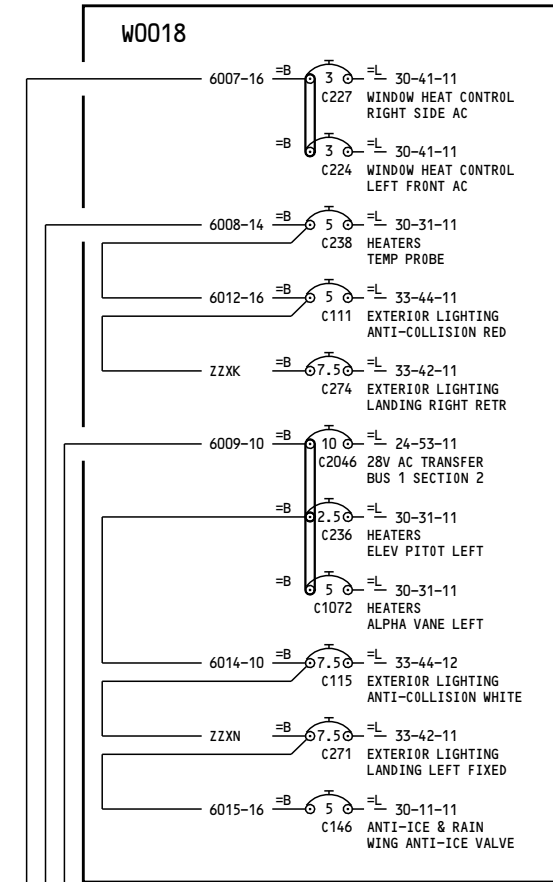 W0018
6007-16 =B 3 =L 30-41-11
C227 WINDOW HEAT CONTROL
RIGHT SIDE AC
=B 3 =L 30-41-11
C224 WINDOW HEAT CONTROL
LEFT FRONT AC
6008-14 =B 5 =L 30-31-11
C238 HEATERS
TEMP PROBE
6012-16 =B 5 =L 33-44-11
C111 EXTERIOR LIGHTING
ANTI-COLLISION RED
ZZXK =B 7.5 =L 33-42-11
C274 EXTERIOR LIGHTING
LANDING RIGHT RETR
6009-10 =B 10 =L 24-53-11
C2046 28V AC TRANSFER
BUS 1 SECTION 2
=B 2.5 =L 30-31-11
C236 HEATERS
ELEV PITOT LEFT
=B 5 =L 30-31-11
C1072 HEATERS
ALPHA VANE LEFT
6014-10 =B 7.5 =L 33-44-12
C115 EXTERIOR LIGHTING
ANTI-COLLISION WHITE
ZZXN =B 7.5 =L 33-42-11
C271 EXTERIOR LIGHTING
LANDING LEFT FIXED
6015-16 =B 5 =L 30-11-11
C146 ANTI-ICE & RAIN
WING ANTI-ICE VALVE